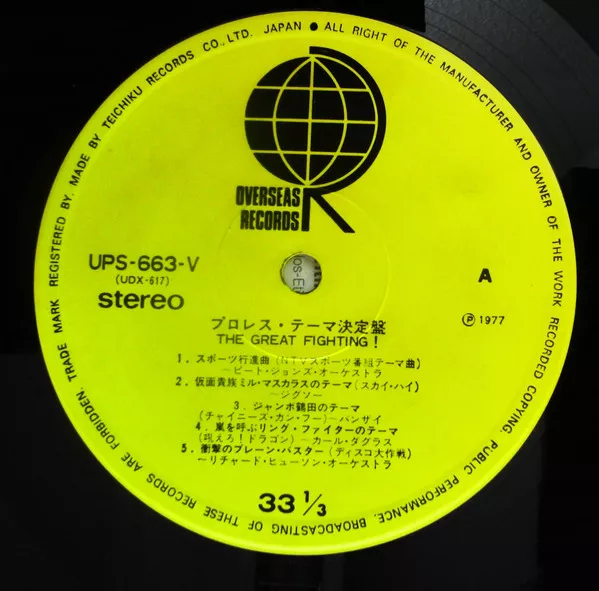 TRADE MARK REGISTERED BY. MADE BY TEICHIKU RECORDS CO., LTD. JAPAN ● ALL RIGHT OF THE MANUFACTURER AND OWNER OF THE WORK RECORDED COPYING. PUBLIC PERFORMANCE. BROADCASTING OF THESE RECORDS ARE FORBIDDEN.
OVERSEAS
RECORDS
UPS-663-V
(UDX-617)
stereo
A
Ⓟ1977
プロレス・テーマ決定盤
THE GREAT FIGHTING!
1. スポーツ行進曲(NTVスポーツ番組テーマ曲)
〜ビート・ジョンズ・オーケストラ
2. 仮面貴族ミル・マスカラスのテーマ(スカイ・ハイ)
〜ジグソー
3. ジャンボ鶴田のテーマ
(チャイニーズ・カン・フー)〜バンザイ
4. 嵐を呼ぶリング・ファイターのテーマ
(吼えろ!ドラゴン)〜カール・ダグラス
5. 衝撃のブレーン・バスター(ディスコ大作戦)
〜リチャード・ヒューソン・オーケストラ
33 1/3